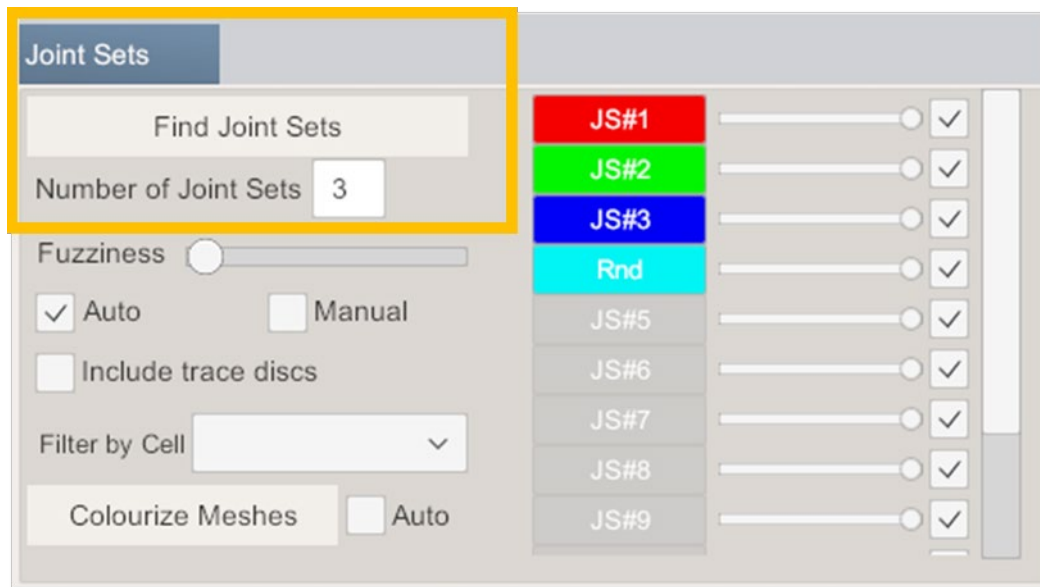 Joint Sets
Find Joint Sets
Number of Joint Sets 3
Fuzziness
Auto Manual
Include trace discs
Filter by Cell
Colourize Meshes Auto
JS#1
JS#2
JS#3
Rnd
JS#5
JS#6
JS#7
JS#8
JS#9